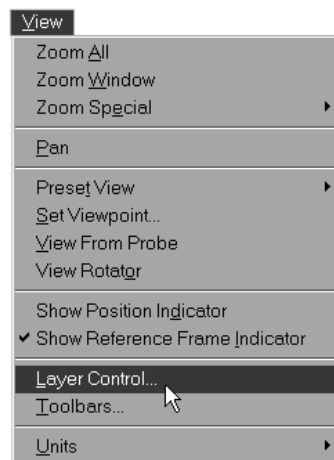 View
Zoom All
Zoom Window
Zoom Special
Pan
Preset View
Set Viewpoint...
View From Probe
View Rotator
Show Position Indicator
Show Reference Frame Indicator
Layer Control...
Toolbars...
Units